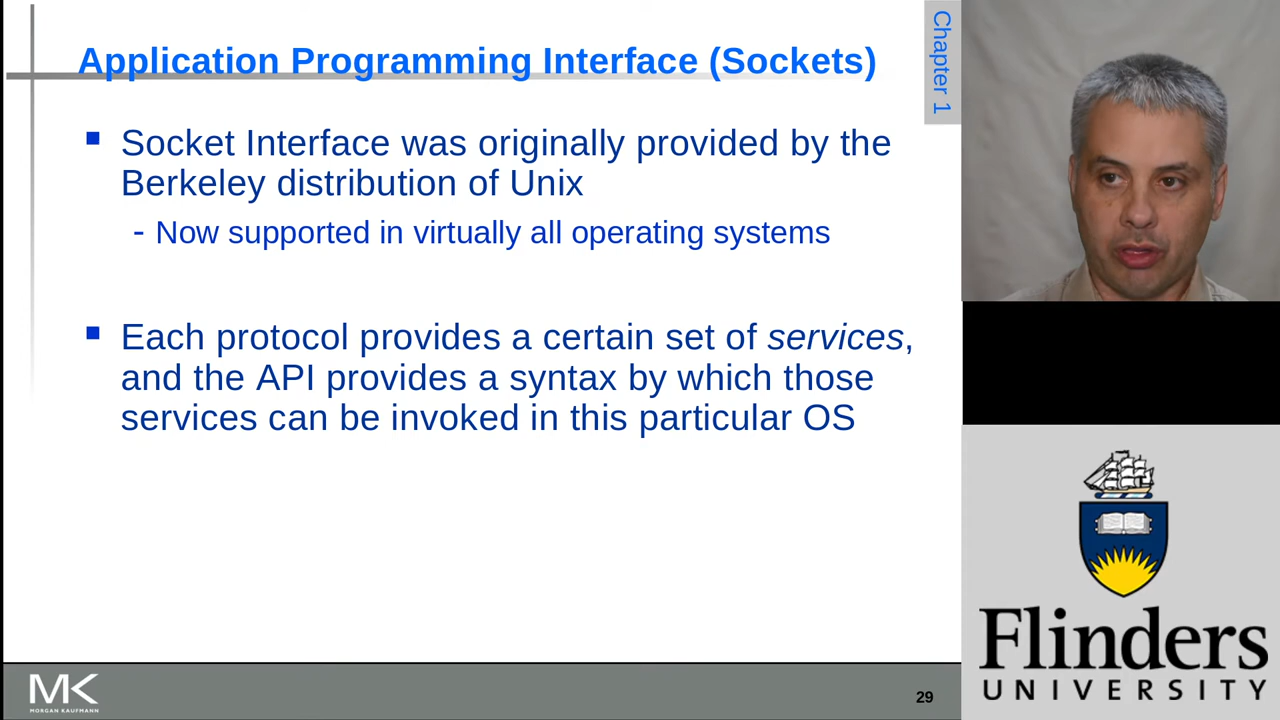 Application Programming Interface (Sockets)
Chapter 1
Socket Interface was originally provided by the
Berkeley distribution of Unix
- Now supported in virtually all operating systems
Each protocol provides a certain set of services,
and the API provides a syntax by which those
services can be invoked in this particular OS
MK
MORGAN KAUFMANN
29
Flinders
UNIVERSITY